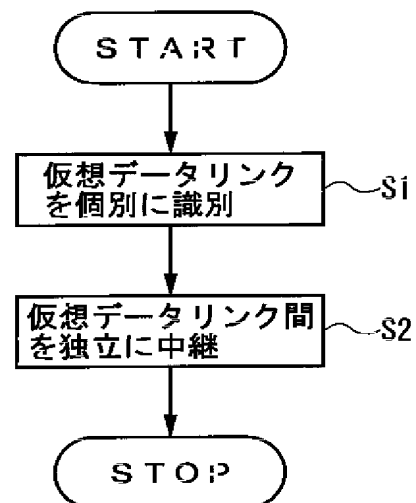 START
仮想データリンク
を個別に識別
S1
仮想データリンク間
を独立に中継
S2
STOP